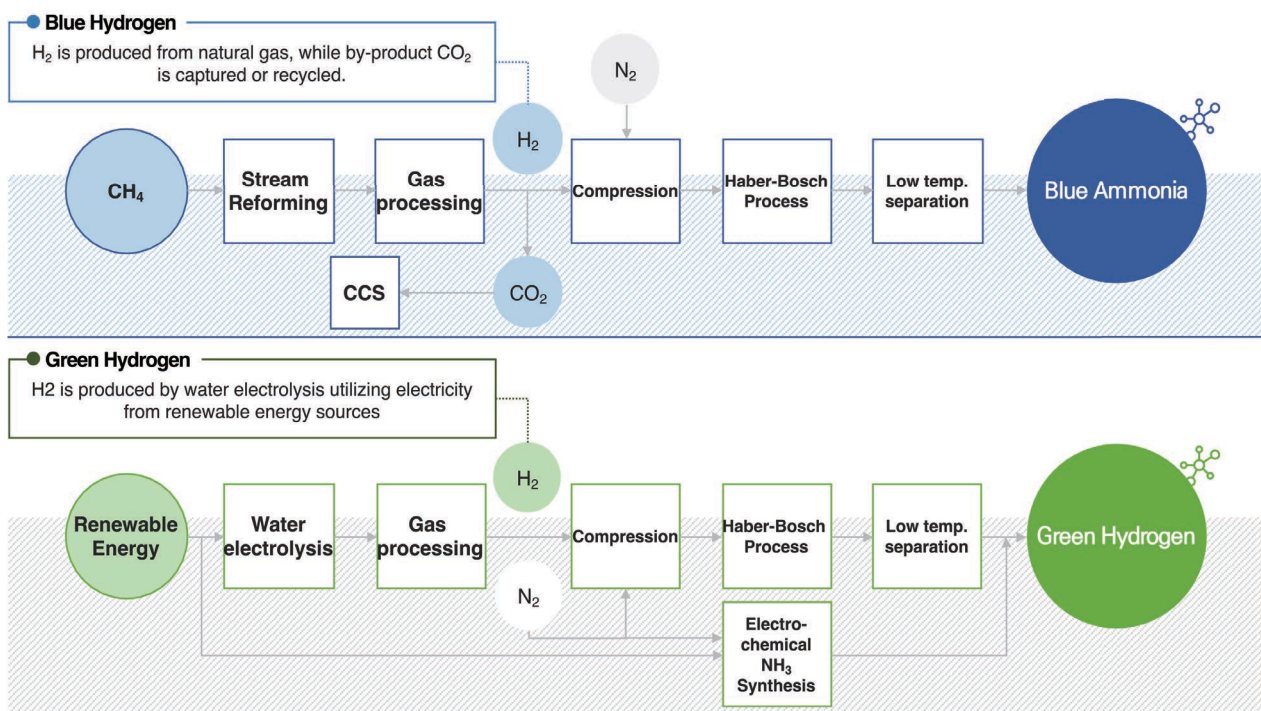 Blue Hydrogen
H₂ is produced from natural gas, while by-product CO₂
is captured or recycled.
N₂
H₂
CH₄
Stream
Reforming
Gas
processing
Compression
Haber-Bosch
Process
Low temp.
separation
Blue Ammonia
CCS
CO₂
Green Hydrogen
H2 is produced by water electrolysis utilizing electricity
from renewable energy sources
H₂
Renewable
Energy
Water
electrolysis
Gas
processing
Compression
Haber-Bosch
Process
Low temp.
separation
Green Hydrogen
N₂
Electro-
chemical
NH₃
Synthesis